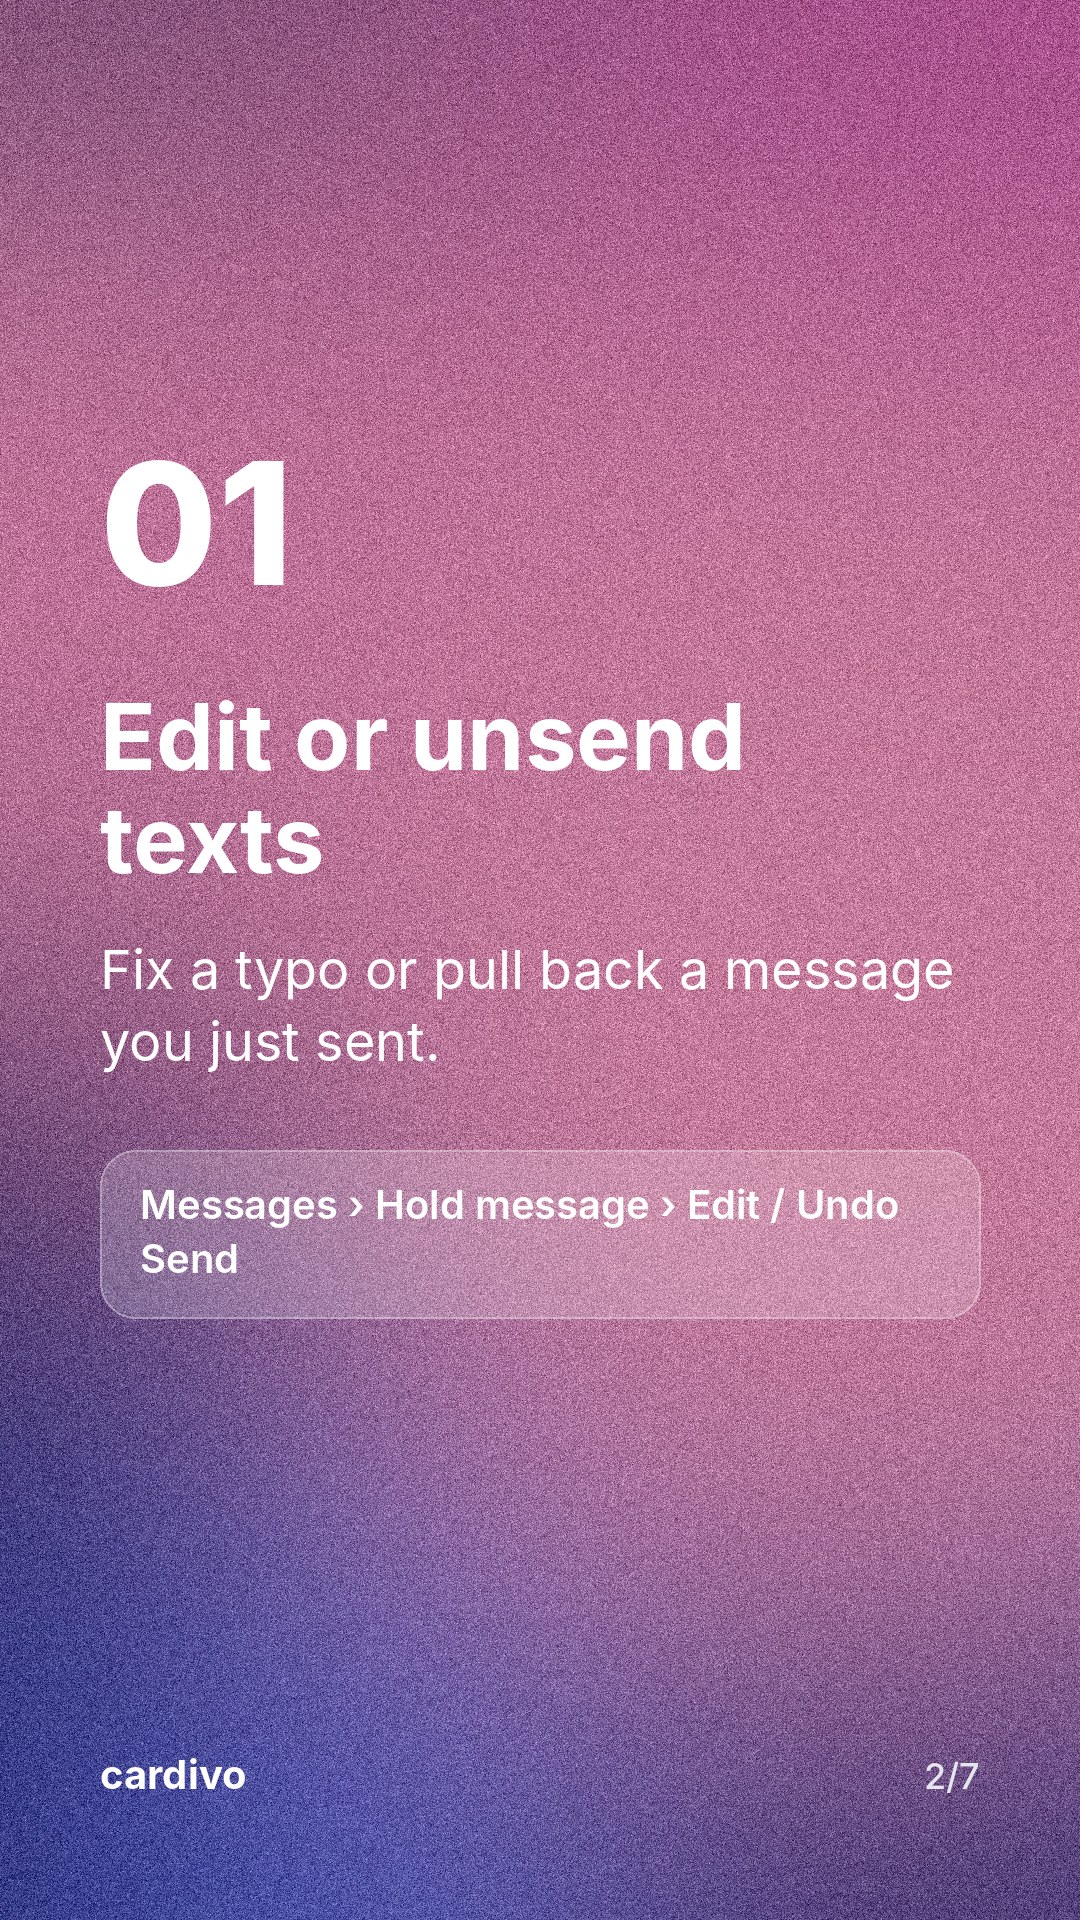 01
Edit or unsend
texts
Fix a typo or pull back a message
you just sent.
Messages › Hold message › Edit / Undo
Send
cardivo
2/7